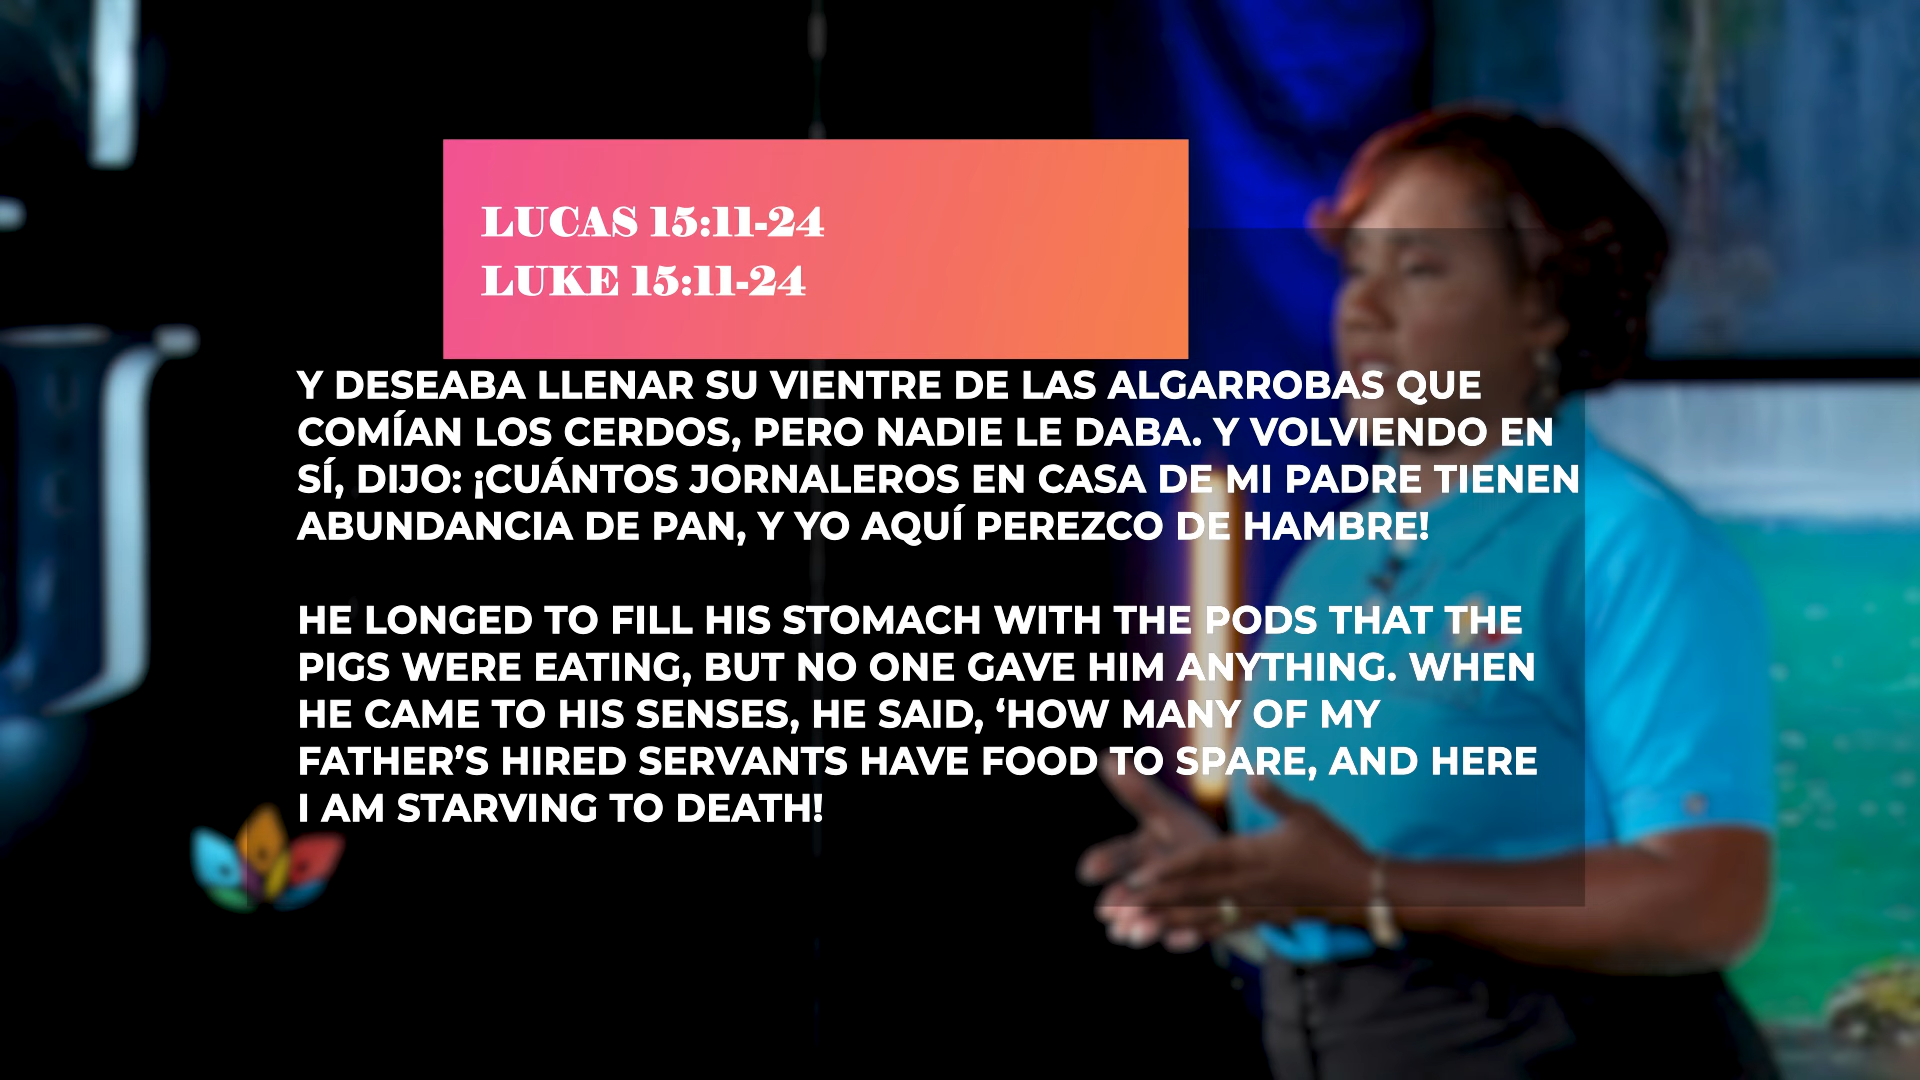 LUCAS 15:11-24
LUKE 15:11-24
Y DESEABA LLENAR SU VIENTRE DE LAS ALGARROBAS QUE
COMÍAN LOS CERDOS, PERO NADIE LE DABA. Y VOLVIENDO EN
SÍ, DIJO: ¡CUÁNTOS JORNALEROS EN CASA DE MI PADRE TIENEN
ABUNDANCIA DE PAN, Y YO AQUÍ PEREZCO DE HAMBRE!
HE LONGED TO FILL HIS STOMACH WITH THE PODS THAT THE
PIGS WERE EATING, BUT NO ONE GAVE HIM ANYTHING. WHEN
HE CAME TO HIS SENSES, HE SAID, ‘HOW MANY OF MY
FATHER’S HIRED SERVANTS HAVE FOOD TO SPARE, AND HERE
I AM STARVING TO DEATH!